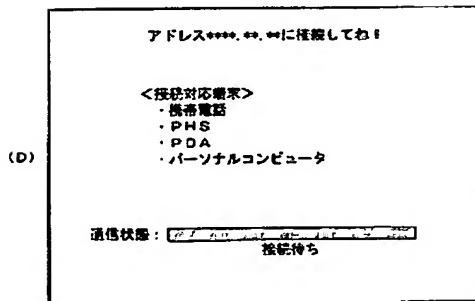 アドレス****.**.**に接続してね!
<接続対応端末>
・携帯電話
・PHS
・PDA
・パーソナルコンピュータ
(D)
通信状態:
接続待ち